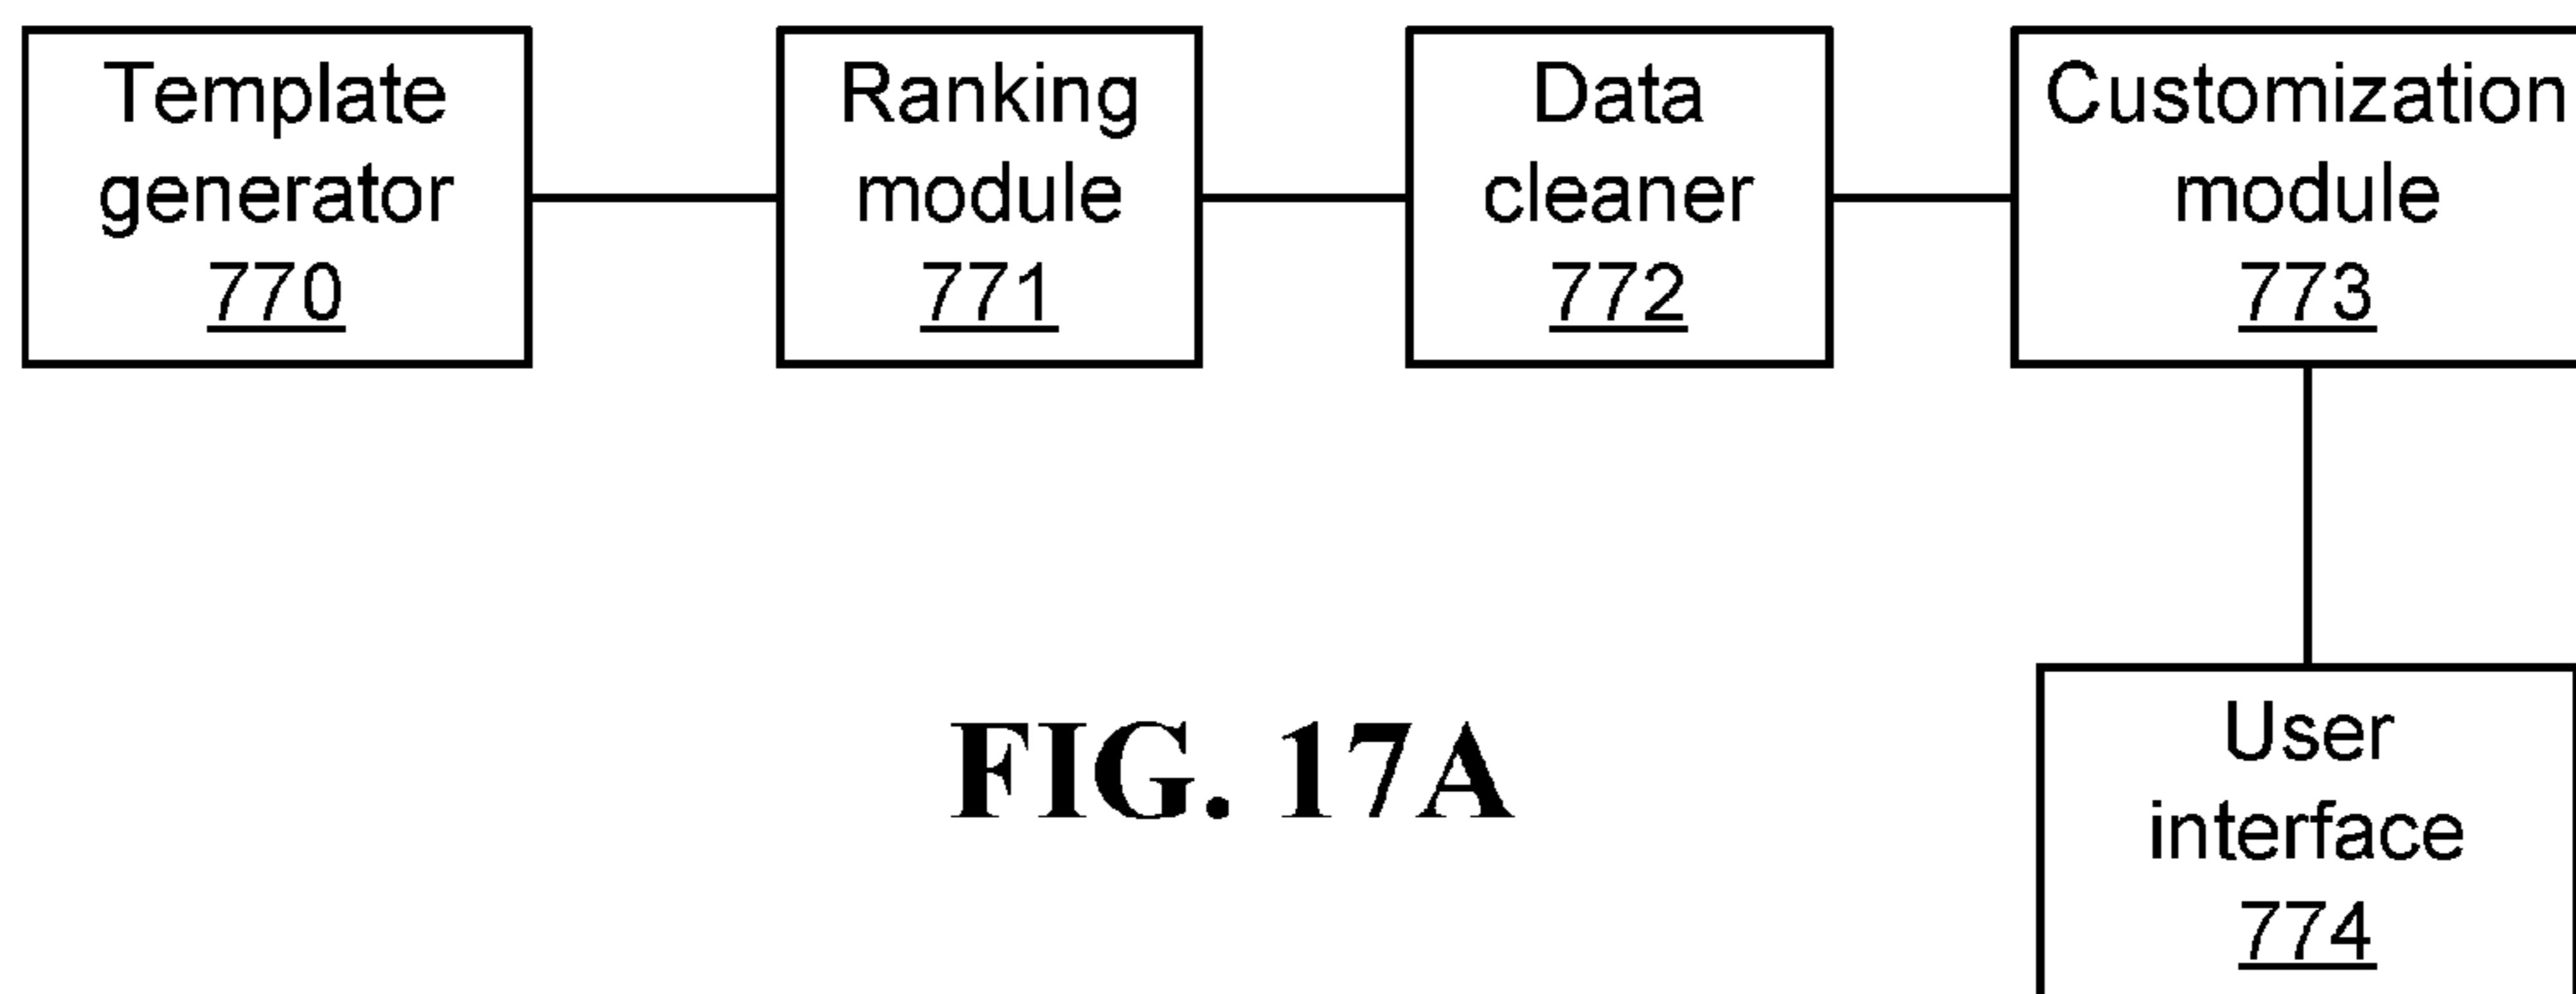 Template
generator
770
Ranking
module
771
Data
cleaner
772
Customization
module
773
User
interface
774
FIG. 17A